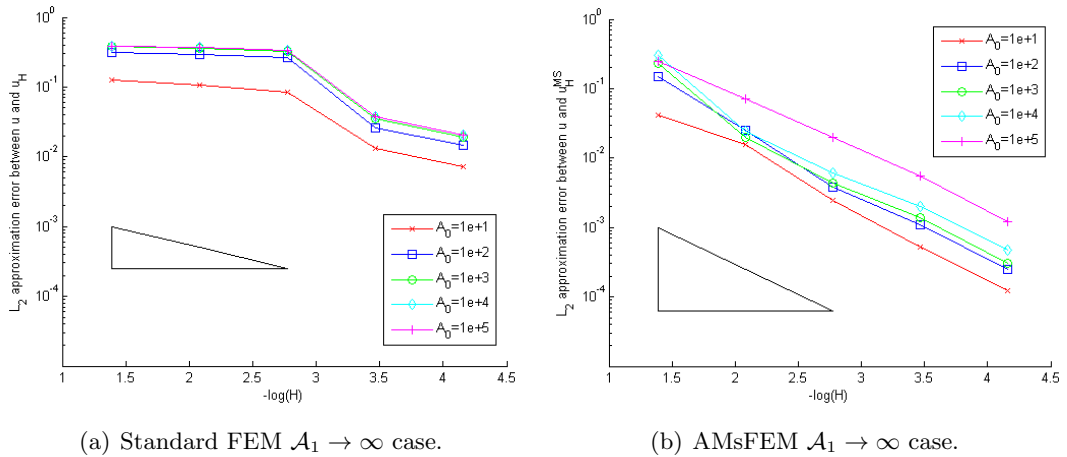 L_2 approximation error between u and u_H
10^0
10^-1
10^-2
10^-3
10^-4
A_0=1e+1
A_0=1e+2
A_0=1e+3
A_0=1e+4
A_0=1e+5
1 1.5 2 2.5 3 3.5 4 4.5
-log(H)
(a) Standard FEM 𝒜_1 → ∞ case.
L_2 approximation error between u and u_H^MS
10^0
10^-1
10^-2
10^-3
10^-4
A_0=1e+1
A_0=1e+2
A_0=1e+3
A_0=1e+4
A_0=1e+5
1 1.5 2 2.5 3 3.5 4 4.5
-log(H)
(b) AMsFEM 𝒜_1 → ∞ case.